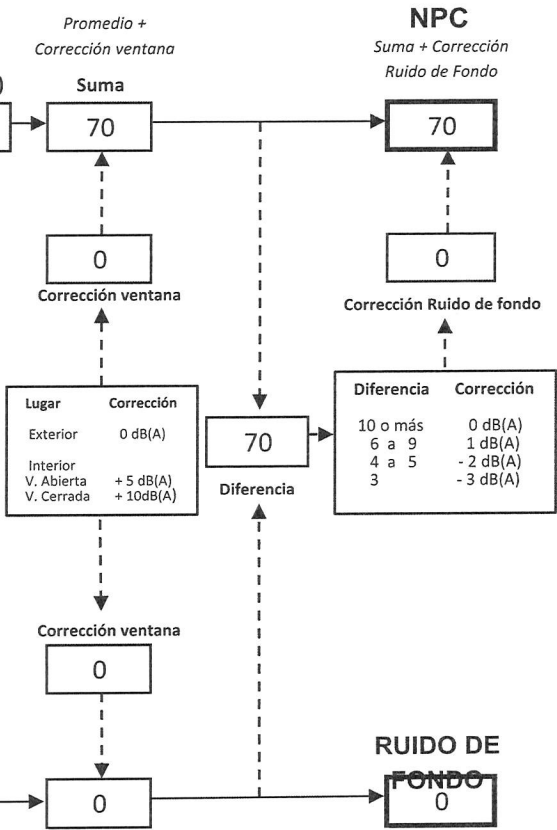 Promedio +
Corrección ventana
Suma
70
NPC
Suma + Corrección
Ruido de Fondo
70
0
Corrección ventana
0
Corrección Ruido de fondo
Lugar Corrección
Exterior 0 dB(A)
Interior
V. Abierta + 5 dB(A)
V. Cerrada + 10dB(A)
70
Diferencia
Diferencia Corrección
10 o más 0 dB(A)
6 a 9 1 dB(A)
4 a 5 - 2 dB(A)
3 - 3 dB(A)
Corrección ventana
0
0
RUIDO DE
FONDO
0